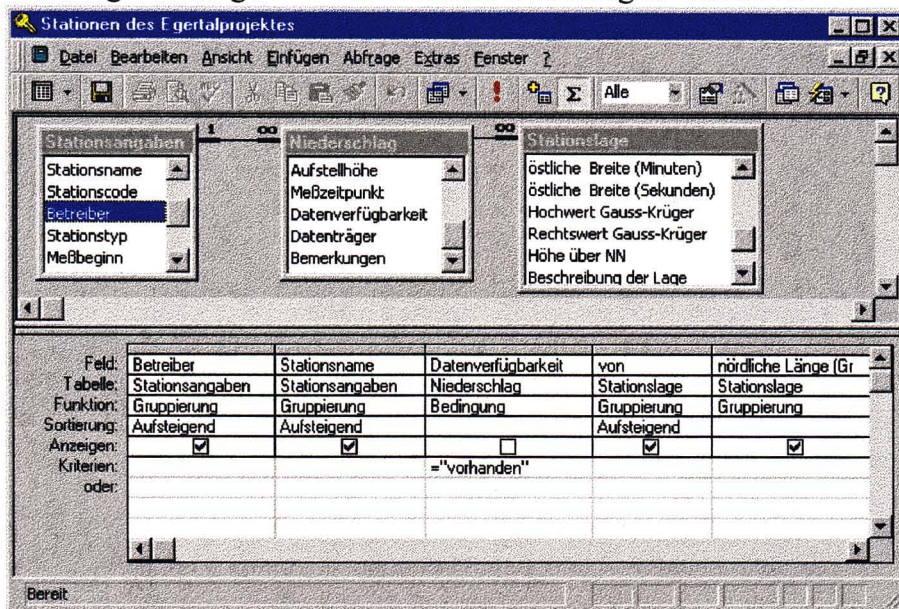 Stationen des Egertalprojektes
Datei Bearbeiten Ansicht Einfügen Abfrage Extras Fenster ?
Σ Alle
Stationsangaben
Stationsname
Stationscode
Betreiber
Stationstyp
Meßbeginn
1 ∞
Niederschlag
Aufstellhöhe
Meßzeitpunkt
Datenverfügbarkeit
Datenträger
Bemerkungen
∞
Stationslage
östliche Breite (Minuten)
östliche Breite (Sekunden)
Hochwert Gauss-Krüger
Rechtswert Gauss-Krüger
Höhe über NN
Beschreibung der Lage
Feld: Betreiber Stationsname Datenverfügbarkeit von nördliche Länge (Gr
Tabelle: Stationsangaben Stationsangaben Niederschlag Stationslage Stationslage
Funktion: Gruppierung Gruppierung Bedingung Gruppierung Gruppierung
Sortierung: Aufsteigend Aufsteigend Aufsteigend
Anzeigen:
Kriterien: ="vorhanden"
oder:
Bereit